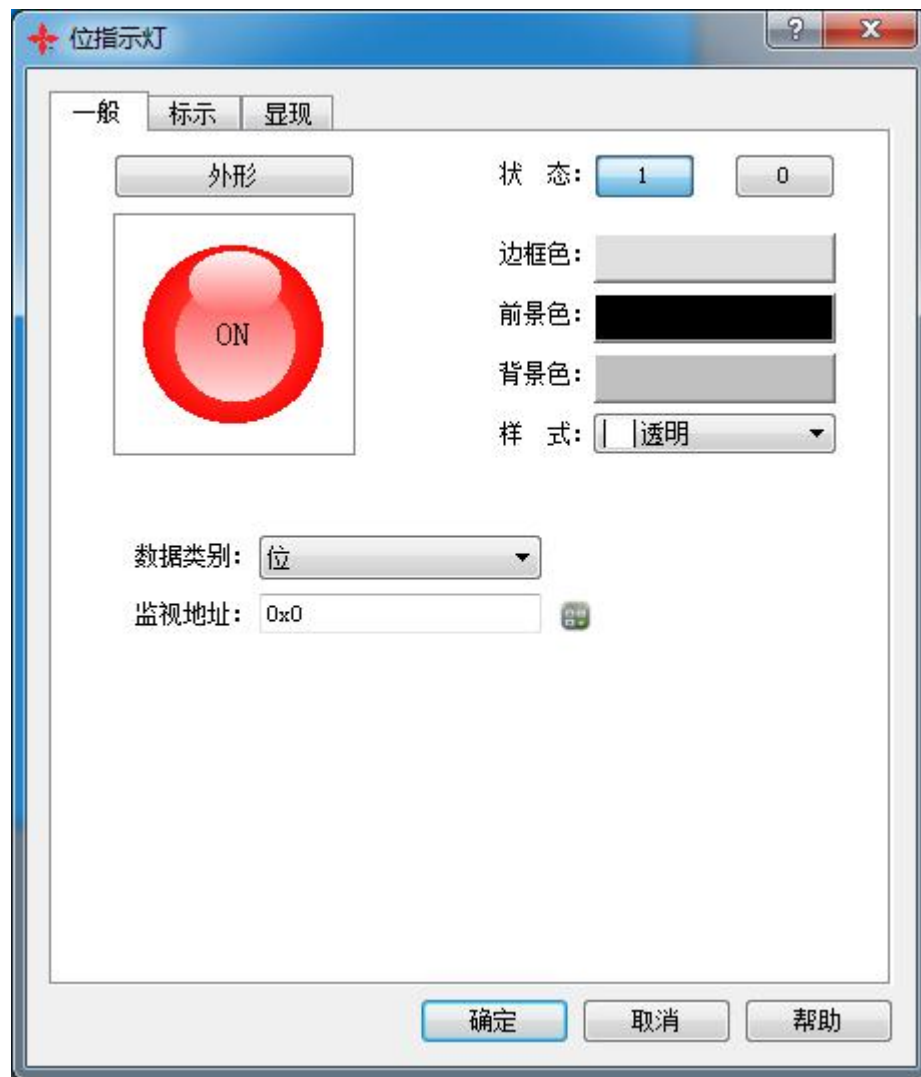 位指示灯
一般 标示 显现
外形 状 态: 1 0
边框色:
ON 前景色:
背景色:
样 式: 透明
数据类别: 位
监视地址: 0x0
确定 取消 帮助